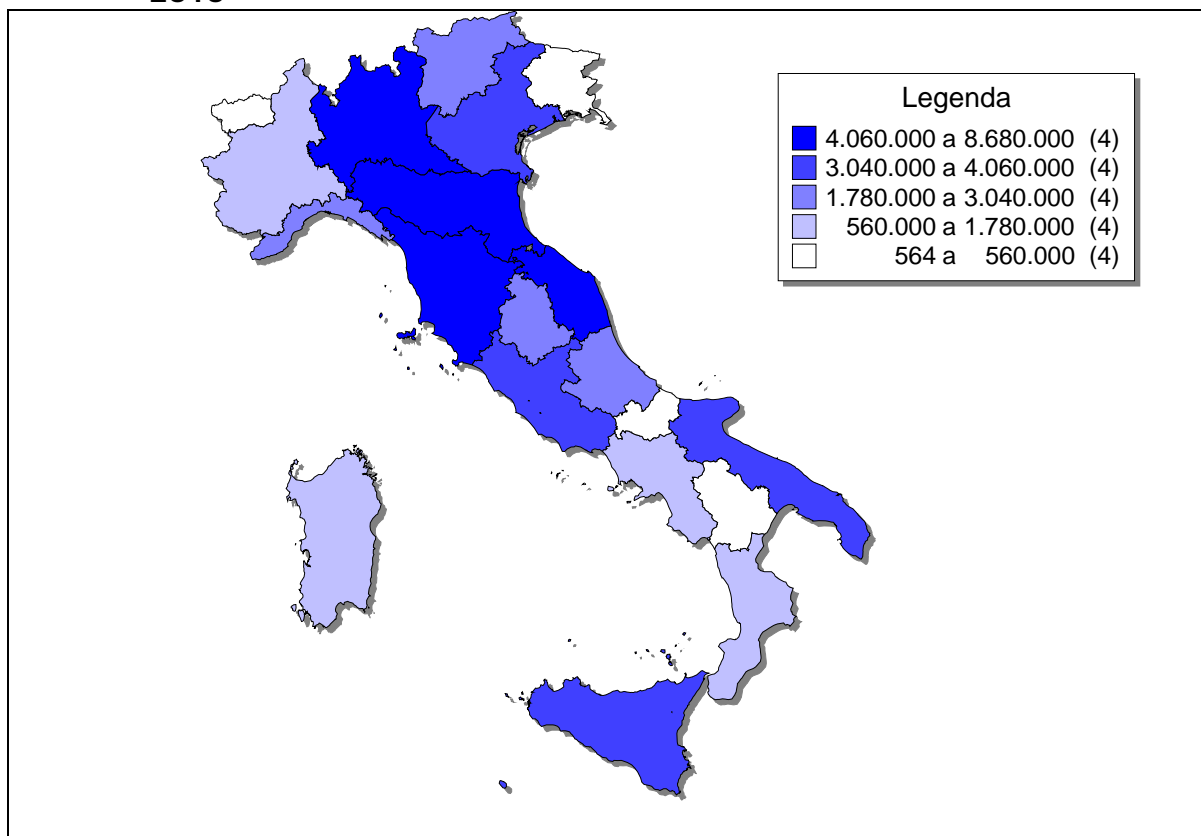 Legenda
4.060.000 a 8.680.000 (4)
3.040.000 a 4.060.000 (4)
1.780.000 a 3.040.000 (4)
560.000 a 1.780.000 (4)
564 a 560.000 (4)